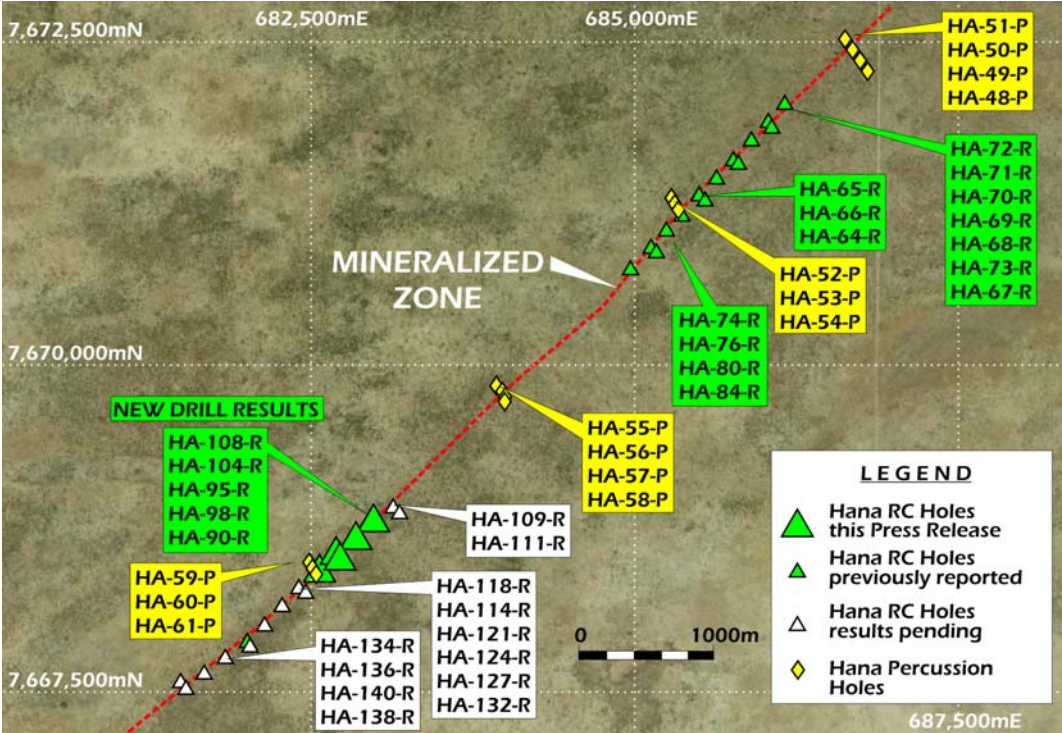 682,500mE
685,000mE
7,672,500mN
HA-51-P
HA-50-P
HA-49-P
HA-48-P
HA-72-R
HA-71-R
HA-70-R
HA-69-R
HA-68-R
HA-73-R
HA-67-R
HA-65-R
HA-66-R
HA-64-R
MINERALIZED
ZONE
HA-52-P
HA-53-P
HA-54-P
HA-74-R
HA-76-R
HA-80-R
HA-84-R
7,670,000mN
NEW DRILL RESULTS
HA-108-R
HA-104-R
HA-95-R
HA-98-R
HA-90-R
HA-55-P
HA-56-P
HA-57-P
HA-58-P
HA-109-R
HA-111-R
HA-59-P
HA-60-P
HA-61-P
HA-118-R
HA-114-R
HA-121-R
HA-124-R
HA-127-R
HA-132-R
HA-134-R
HA-136-R
HA-140-R
HA-138-R
0 1000m
LEGEND
Hana RC Holes
this Press Release
Hana RC Holes
previously reported
Hana RC Holes
results pending
Hana Percussion
Holes
7,667,500mN
687,500mE